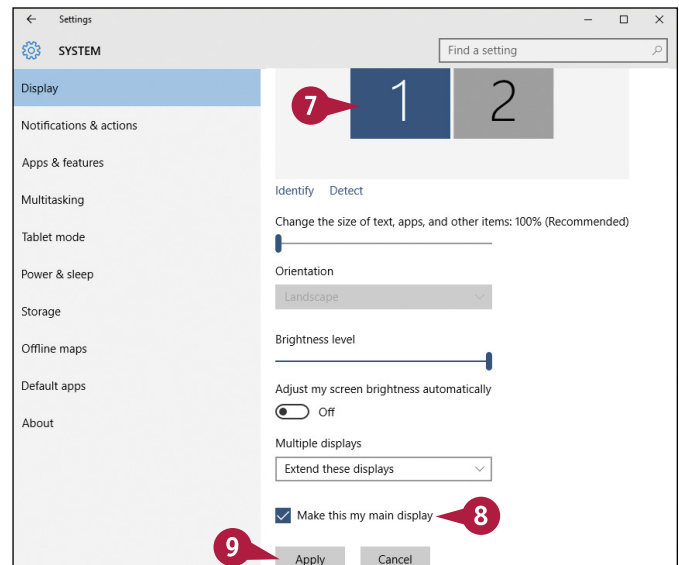 Settings
SYSTEM
Find a setting
Display
Notifications & actions
Apps & features
Multitasking
Tablet mode
Power & sleep
Storage
Offline maps
Default apps
About
7
1
2
Identify Detect
Change the size of text, apps, and other items: 100% (Recommended)
Orientation
Landscape
Brightness level
Adjust my screen brightness automatically
Off
Multiple displays
Extend these displays
Make this my main display
8
9
Apply Cancel